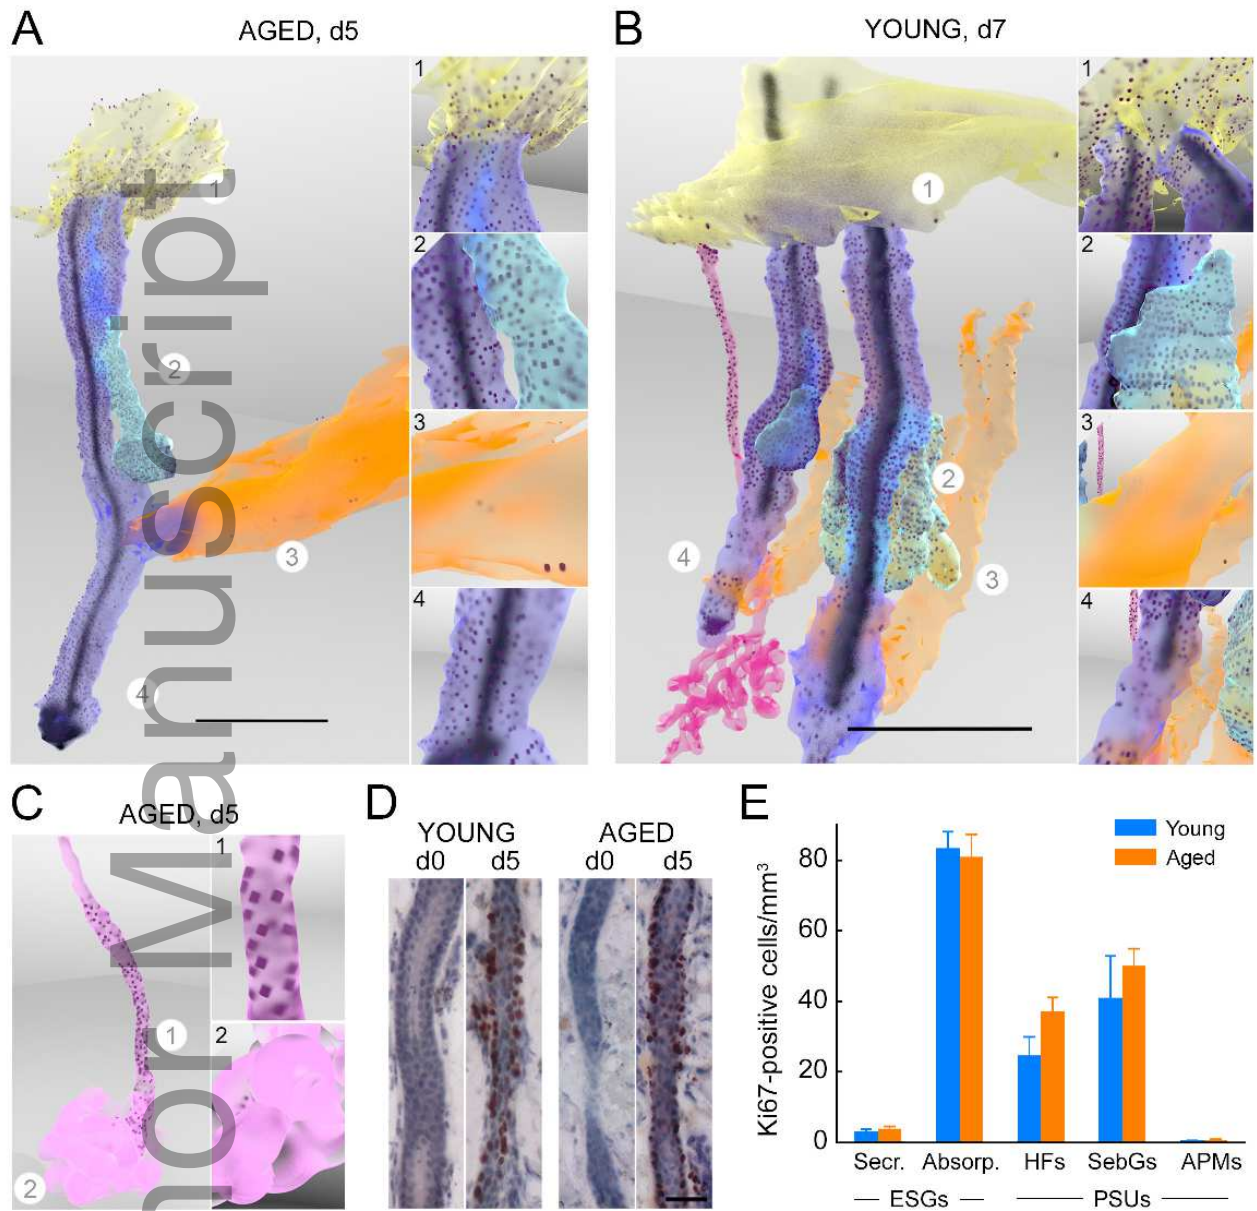 A
AGED, d5
1
2
3
4
1
2
3
4
B
YOUNG, d7
1
2
3
4
1
2
3
4
C
AGED, d5
1
2
1
2
D
YOUNG
AGED
d0
d5
d0
d5
E
Ki67-positive cells/mm³
80
60
40
20
0
Young
Aged
Secr.
Absorp.
HFs
SebGs
APMs
ESGs
PSUs
or Manuscript